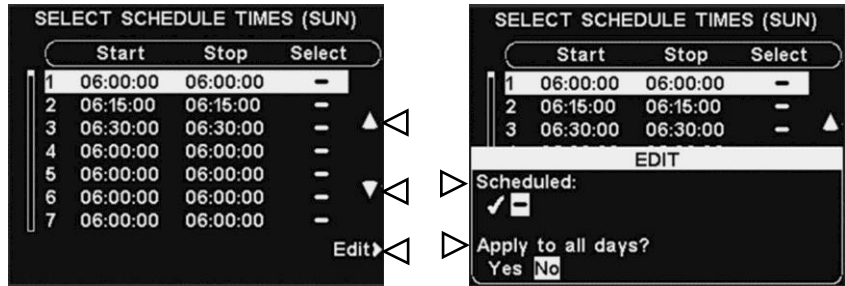 SELECT SCHEDULE TIMES (SUN)
Start Stop Select
1 06:00:00 06:00:00 –
2 06:15:00 06:15:00 –
3 06:30:00 06:30:00 –
4 06:00:00 06:00:00 –
5 06:00:00 06:00:00 –
6 06:00:00 06:00:00 –
7 06:00:00 06:00:00 –
Edit
SELECT SCHEDULE TIMES (SUN)
Start Stop Select
1 06:00:00 06:00:00 –
2 06:15:00 06:15:00 –
3 06:30:00 06:30:00 –
EDIT
Scheduled:
✓ –
Apply to all days?
Yes No